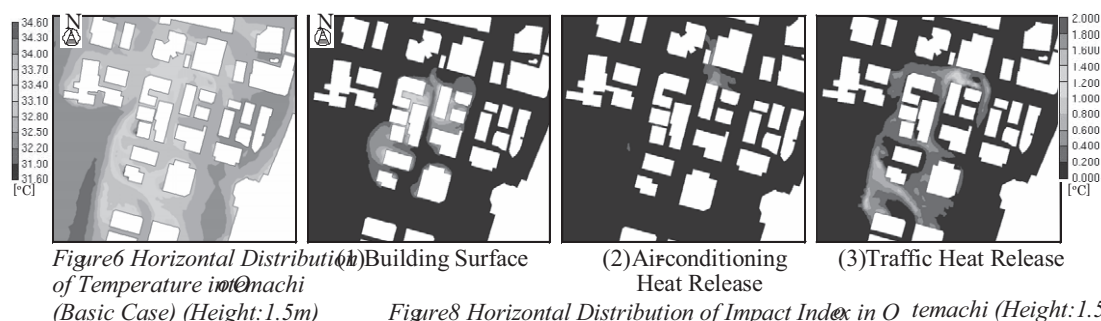 34.60
34.30
34.00
33.70
33.40
33.10
32.80
32.50
32.20
31.90
31.60
[°C]
N
N
2.000
1.800
1.600
1.400
1.200
1.000
0.800
0.600
0.400
0.200
0.000
[°C]
Figure6 Horizontal Distribution
of Temperature in Otemachi
(Basic Case) (Height:1.5m)
(1)Building Surface
(2)Air-conditioning
Heat Release
(3)Traffic Heat Release
Figure8 Horizontal Distribution of Impact Index in Otemachi (Height:1.5